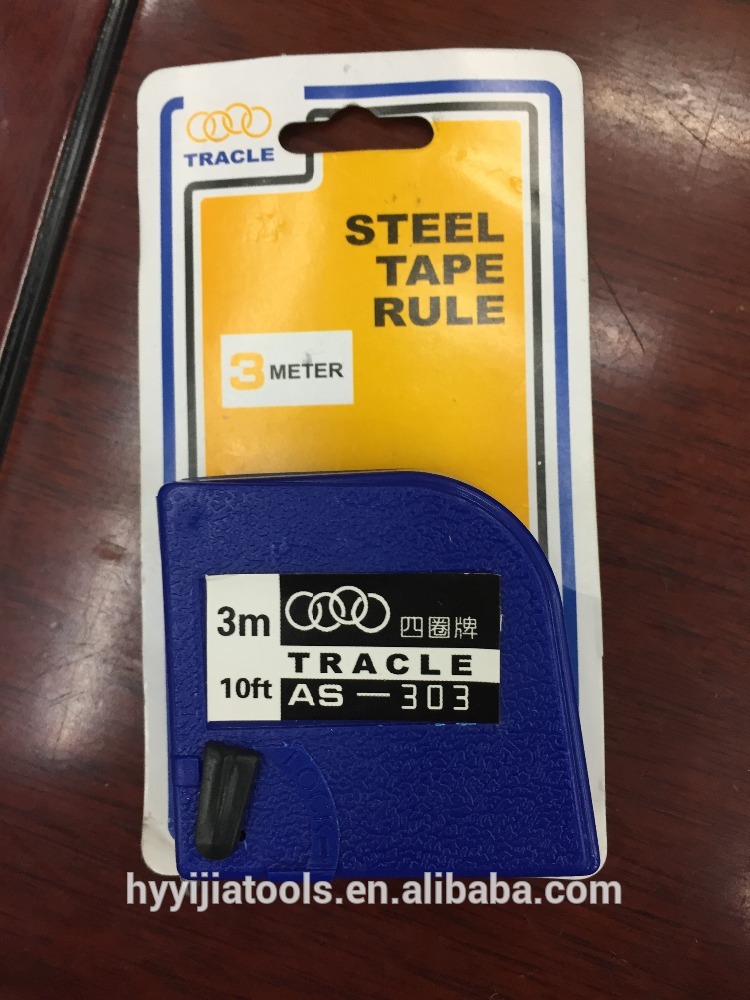 TRACLE
STEEL
TAPE
RULE
3 METER
3m
四圈牌
TRACLE
10ft
AS — 303
hyyijiatools.en.alibaba.com